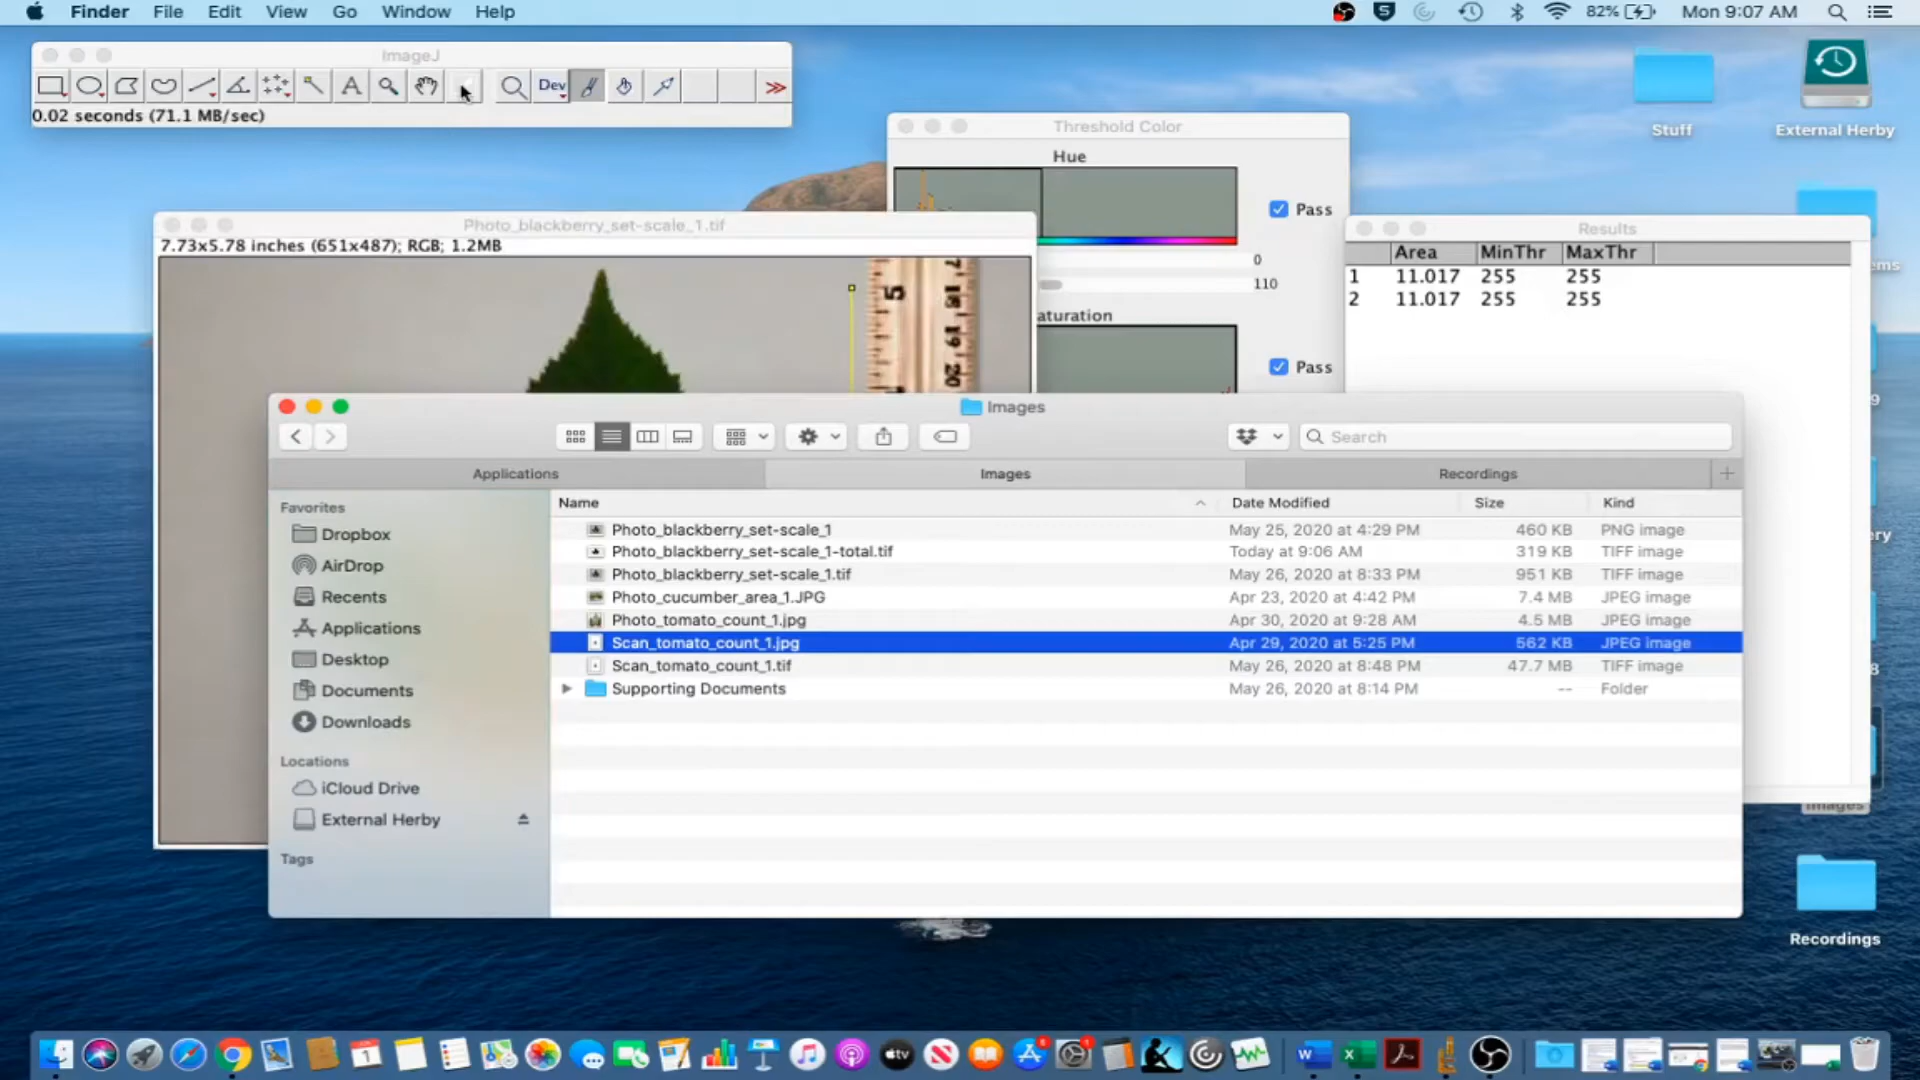 Finder File Edit View Go Window Help
82% Mon 9:07 AM
ImageJ
A Dev
0.02 seconds (71.1 MB/sec)
Stuff
External Herby
Threshold Color
Hue
Pass
0
110
Saturation
Pass
Photo_blackberry_set-scale_1.tif
7.73x5.78 inches (651x487); RGB; 1.2MB
5 17 18 19 20
Results
Area MinThr MaxThr
1 11.017 255 255
2 11.017 255 255
Images
Search
Applications Images Recordings
Favorites
Dropbox
AirDrop
Recents
Applications
Desktop
Documents
Downloads
Locations
iCloud Drive
External Herby
Tags
Name Date Modified Size Kind
Photo_blackberry_set-scale_1 May 25, 2020 at 4:29 PM 460 KB PNG image
Photo_blackberry_set-scale_1-total.tif Today at 9:06 AM 319 KB TIFF image
Photo_blackberry_set-scale_1.tif May 26, 2020 at 8:33 PM 951 KB TIFF image
Photo_cucumber_area_1.JPG Apr 23, 2020 at 4:42 PM 7.4 MB JPEG image
Photo_tomato_count_1.jpg Apr 30, 2020 at 9:28 AM 4.5 MB JPEG image
Scan_tomato_count_1.jpg Apr 29, 2020 at 5:25 PM 562 KB JPEG image
Scan_tomato_count_1.tif May 26, 2020 at 8:48 PM 47.7 MB TIFF image
Supporting Documents May 26, 2020 at 8:14 PM -- Folder
Images
Recordings